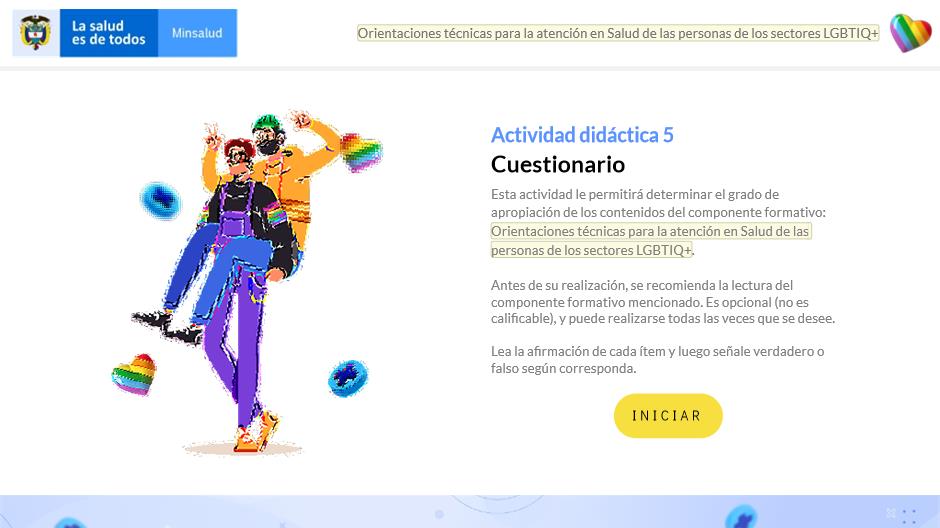 La salud
es de todos
Minsalud
Orientaciones técnicas para la atención en Salud de las personas de los sectores LGBTIQ+
Actividad didáctica 5
Cuestionario
Esta actividad le permitirá determinar el grado de
apropiación de los contenidos del componente formativo:
Orientaciones técnicas para la atención en Salud de las
personas de los sectores LGBTIQ+.
Antes de su realización, se recomienda la lectura del
componente formativo mencionado. Es opcional (no es
calificable), y puede realizarse todas las veces que se desee.
Lea la afirmación de cada ítem y luego señale verdadero o
falso según corresponda.
INICIAR